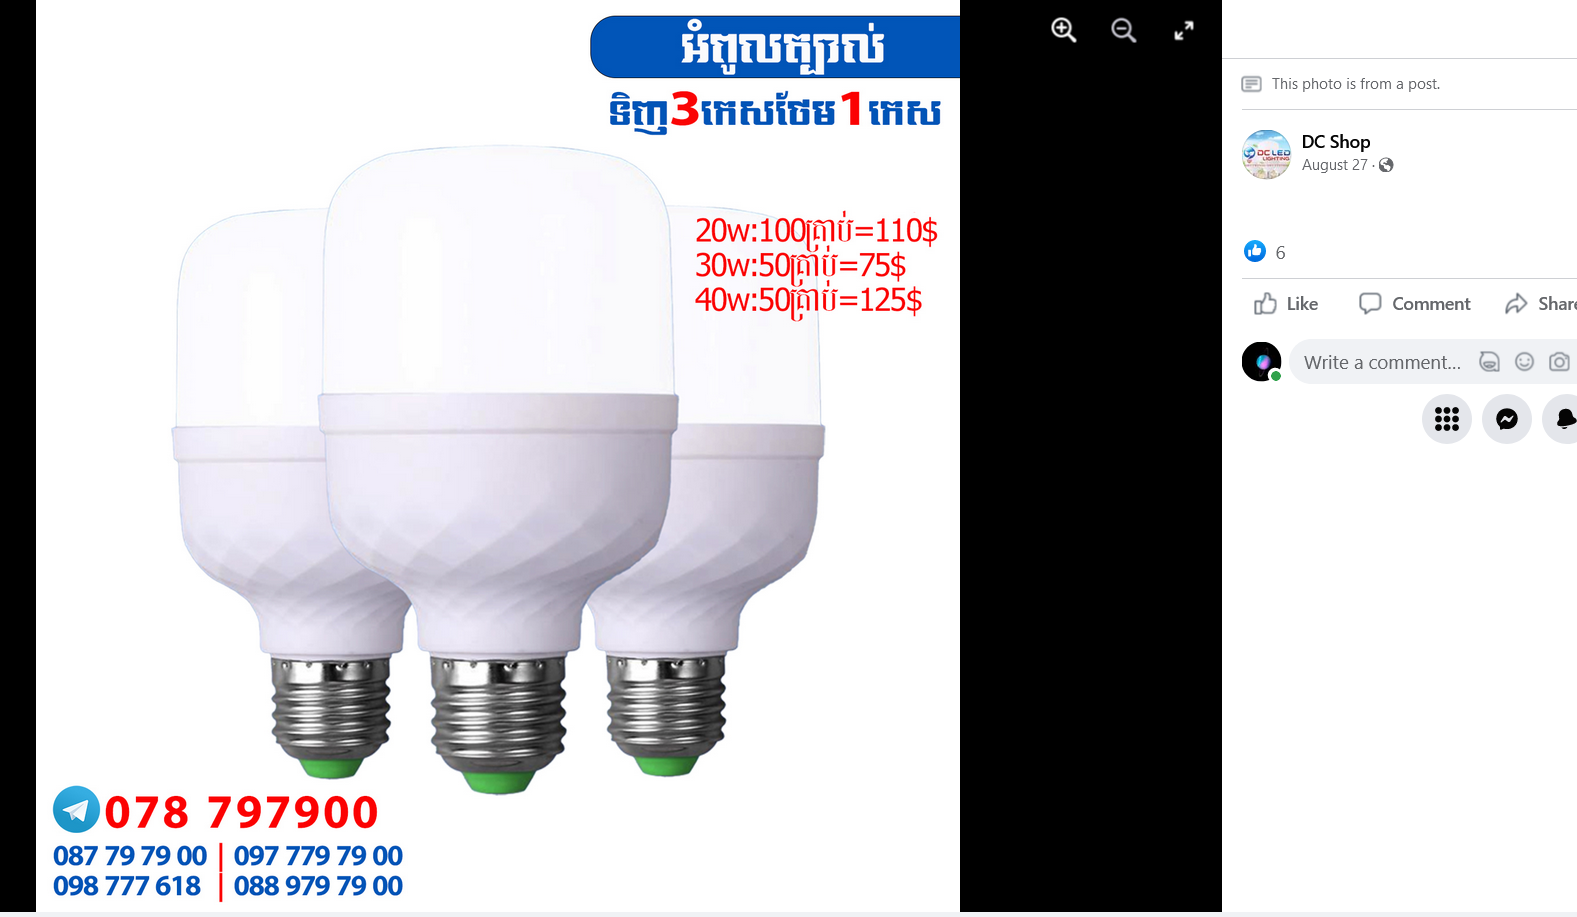 អំពូលត្បាល់
ទិញ3កេសថែម1កេស
20w:100គ្រាប់=110$
30w:50គ្រាប់=75$
40w:50គ្រាប់=125$
078 797900
087 79 79 00 | 097 779 79 00
098 777 618 | 088 979 79 00
This photo is from a post.
DC LED
LIGHTING
DC Shop
August 27 ·
6
Like Comment Share
Write a comment...